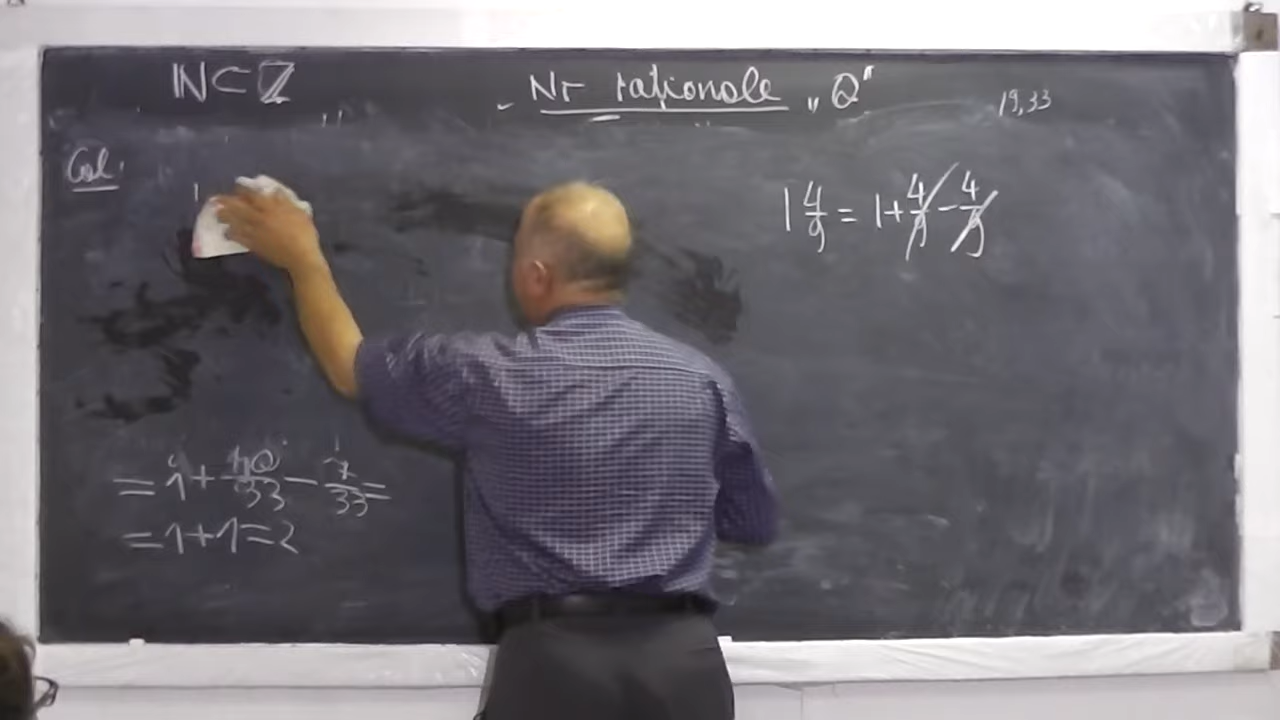 ℕ⊂ℤ
Nr raționale „Q"
19,33
Cal.
1 4/9 = 1+4/9-4/9
= 1+40/33-7/33=
=1+1=2